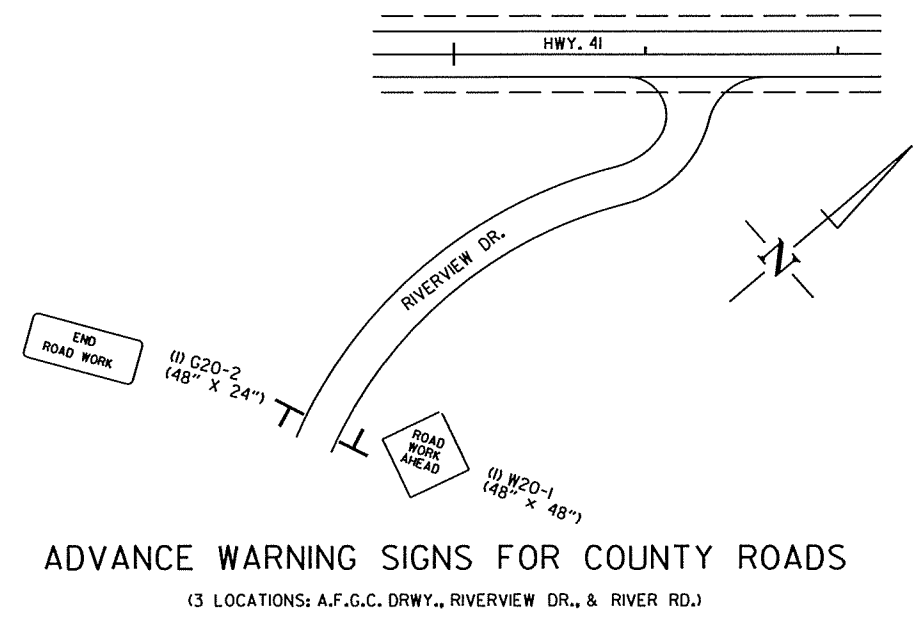 HWY. 41
RIVERVIEW DR.
N
END
ROAD WORK
(1) G20-2
(48" X 24")
ROAD
WORK
AHEAD
(1) W20-1
(48" X 48")
ADVANCE WARNING SIGNS FOR COUNTY ROADS
(3 LOCATIONS: A.F.G.C. DRWY., RIVERVIEW DR., & RIVER RD.)